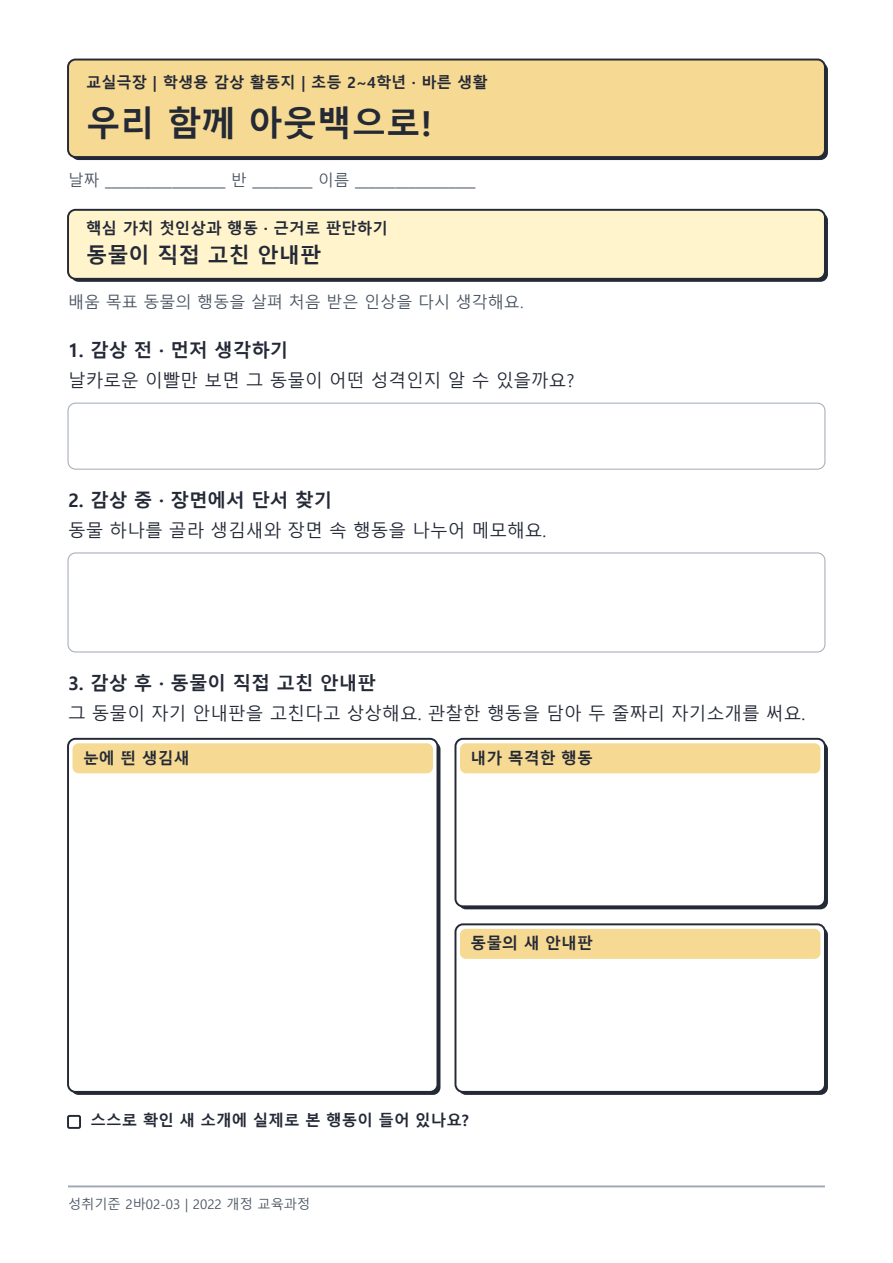 교실극장 | 학생용 감상 활동지 | 초등 2~4학년 · 바른 생활
우리 함께 아웃백으로!
날짜 _______________ 반 ________ 이름 _______________
핵심 가치 첫인상과 행동 · 근거로 판단하기
동물이 직접 고친 안내판
배움 목표 동물의 행동을 살펴 처음 받은 인상을 다시 생각해요.
1. 감상 전 · 먼저 생각하기
날카로운 이빨만 보면 그 동물이 어떤 성격인지 알 수 있을까요?
2. 감상 중 · 장면에서 단서 찾기
동물 하나를 골라 생김새와 장면 속 행동을 나누어 메모해요.
3. 감상 후 · 동물이 직접 고친 안내판
그 동물이 자기 안내판을 고친다고 상상해요. 관찰한 행동을 담아 두 줄짜리 자기소개를 써요.
눈에 띈 생김새
내가 목격한 행동
동물의 새 안내판
스스로 확인 새 소개에 실제로 본 행동이 들어 있나요?
성취기준 2바02-03 | 2022 개정 교육과정